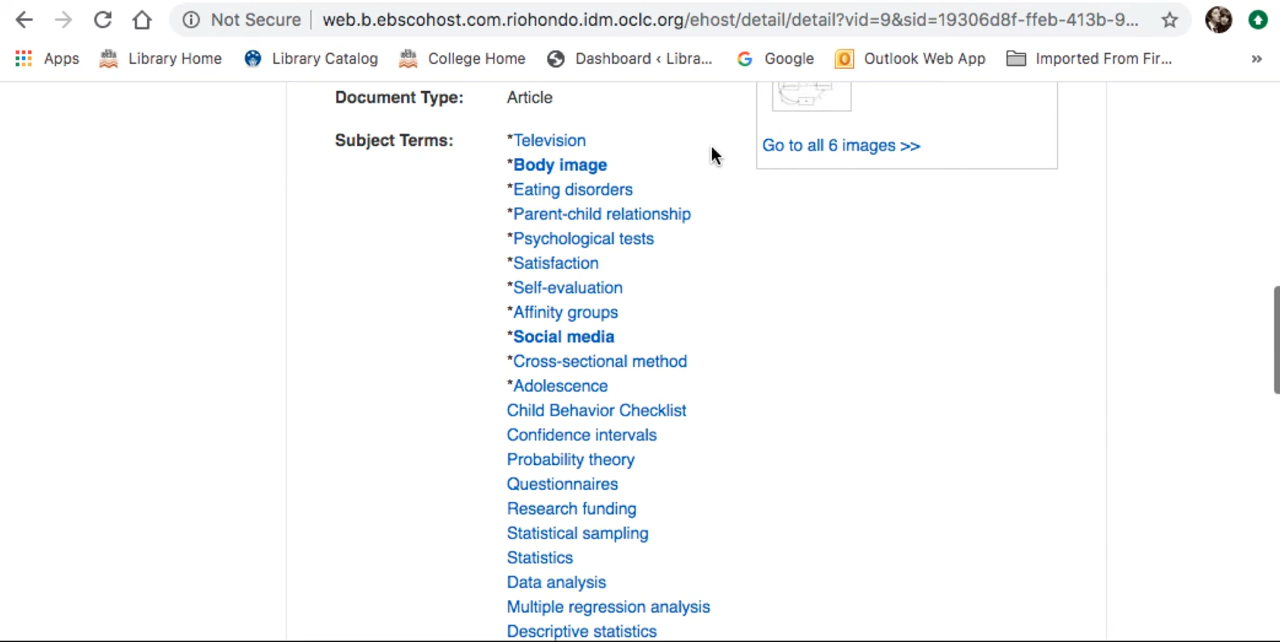 Not Secure | web.b.ebscohost.com.riohondo.idm.oclc.org/ehost/detail/detail?vid=9&sid=19306d8f-ffeb-413b-9...
Apps Library Home Library Catalog College Home Dashboard ‹ Libra... Google Outlook Web App Imported From Fir... »
Document Type: Article
Subject Terms: *Television
Go to all 6 images >>
*Body image
*Eating disorders
*Parent-child relationship
*Psychological tests
*Satisfaction
*Self-evaluation
*Affinity groups
*Social media
*Cross-sectional method
*Adolescence
Child Behavior Checklist
Confidence intervals
Probability theory
Questionnaires
Research funding
Statistical sampling
Statistics
Data analysis
Multiple regression analysis
Descriptive statistics